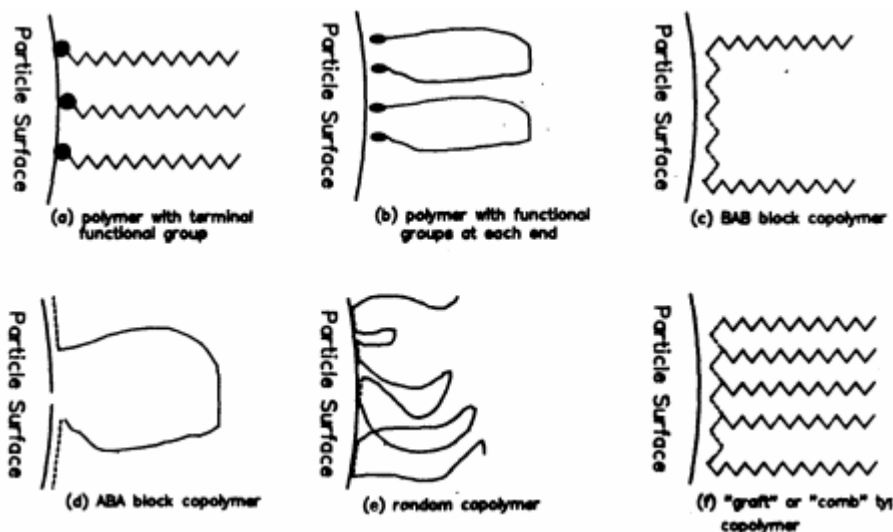 Particle Surface
Particle Surface
Particle Surface
(a) polymer with terminal
functional group
(b) polymer with functional
groups at each end
(c) BAB block copolymer
Particle Surface
Particle Surface
Particle Surface
(d) ABA block copolymer
(e) random copolymer
(f) "graft" or "comb" ty
copolymer